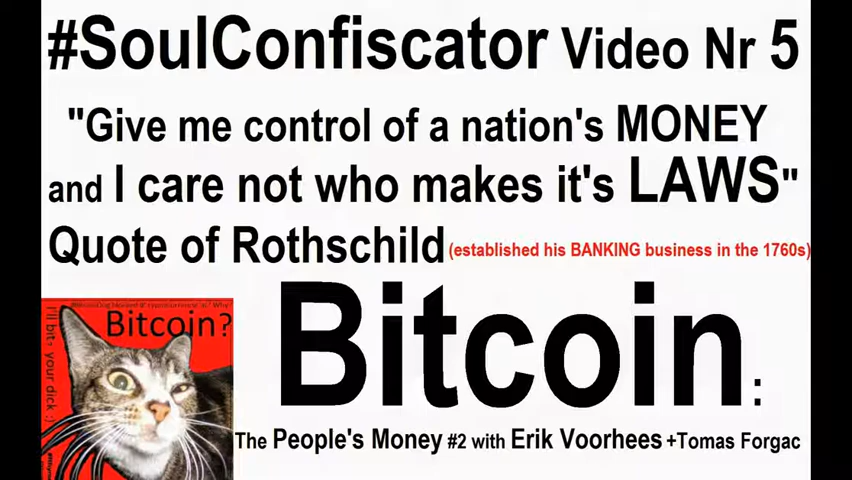 #SoulConfiscator Video Nr 5
"Give me control of a nation's MONEY
and I care not who makes it's LAWS"
Quote of Rothschild (established his BANKING business in the 1760s)
Bitcoin?
I'll bit, your dick :)
Bitcoin:
The People's Money #2 with Erik Voorhees +Tomas Forgac